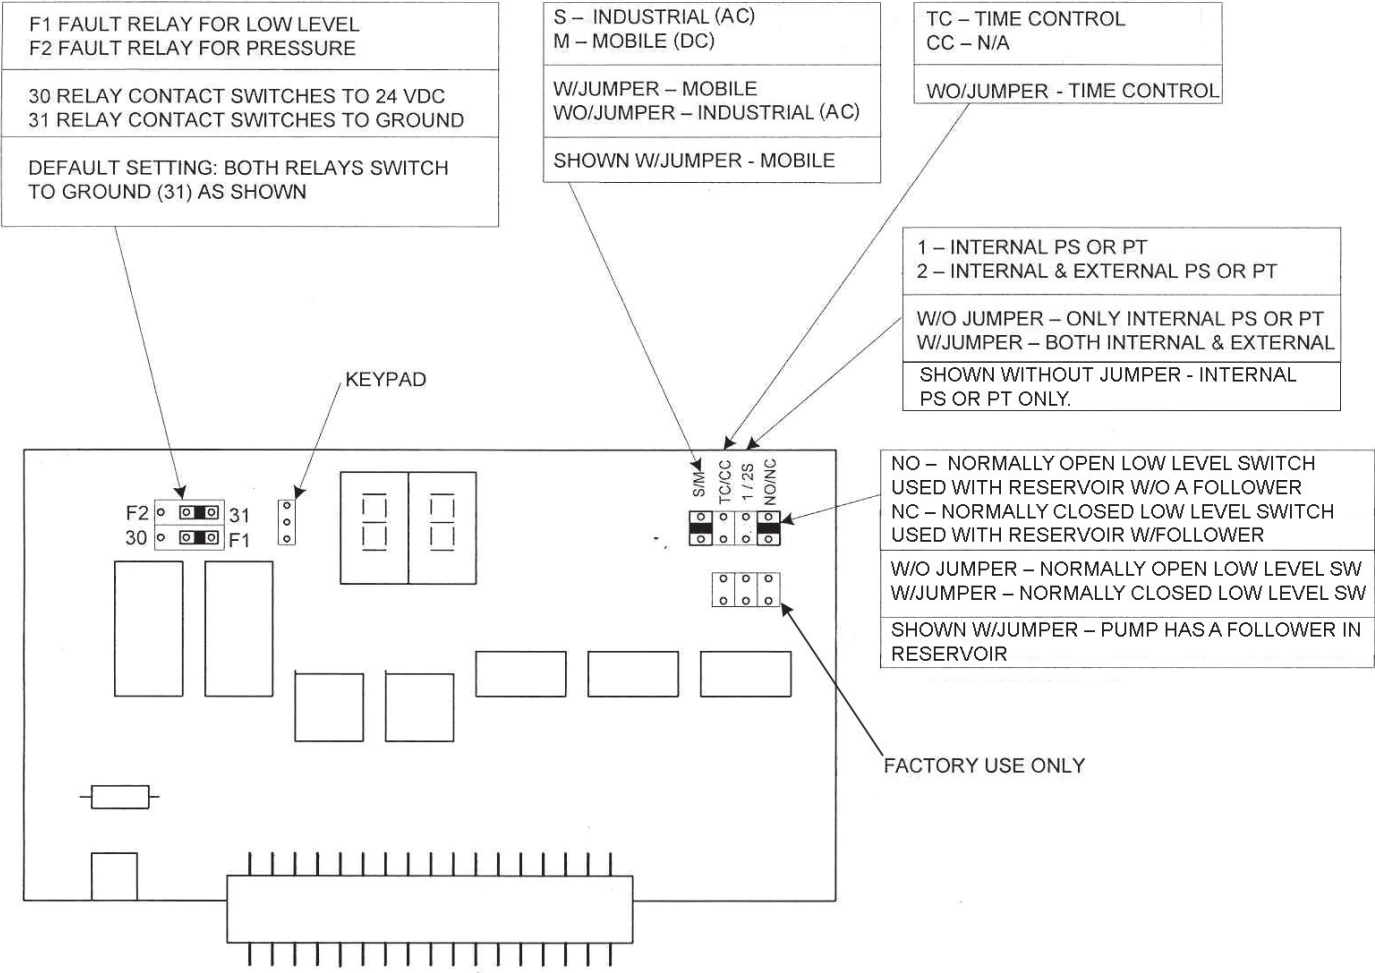 F1 FAULT RELAY FOR LOW LEVEL
F2 FAULT RELAY FOR PRESSURE
30 RELAY CONTACT SWITCHES TO 24 VDC
31 RELAY CONTACT SWITCHES TO GROUND
DEFAULT SETTING: BOTH RELAYS SWITCH
TO GROUND (31) AS SHOWN
S – INDUSTRIAL (AC)
M – MOBILE (DC)
W/JUMPER – MOBILE
WO/JUMPER – INDUSTRIAL (AC)
SHOWN W/JUMPER - MOBILE
TC – TIME CONTROL
CC – N/A
WO/JUMPER - TIME CONTROL
1 – INTERNAL PS OR PT
2 – INTERNAL & EXTERNAL PS OR PT
W/O JUMPER – ONLY INTERNAL PS OR PT
W/JUMPER – BOTH INTERNAL & EXTERNAL
SHOWN WITHOUT JUMPER - INTERNAL
PS OR PT ONLY.
KEYPAD
S/M
TC/CC
1 / 2S
NO/NC
NO – NORMALLY OPEN LOW LEVEL SWITCH
USED WITH RESERVOIR W/O A FOLLOWER
NC – NORMALLY CLOSED LOW LEVEL SWITCH
USED WITH RESERVOIR W/FOLLOWER
W/O JUMPER – NORMALLY OPEN LOW LEVEL SW
W/JUMPER – NORMALLY CLOSED LOW LEVEL SW
SHOWN W/JUMPER – PUMP HAS A FOLLOWER IN
RESERVOIR
F2 31
30 F1
FACTORY USE ONLY